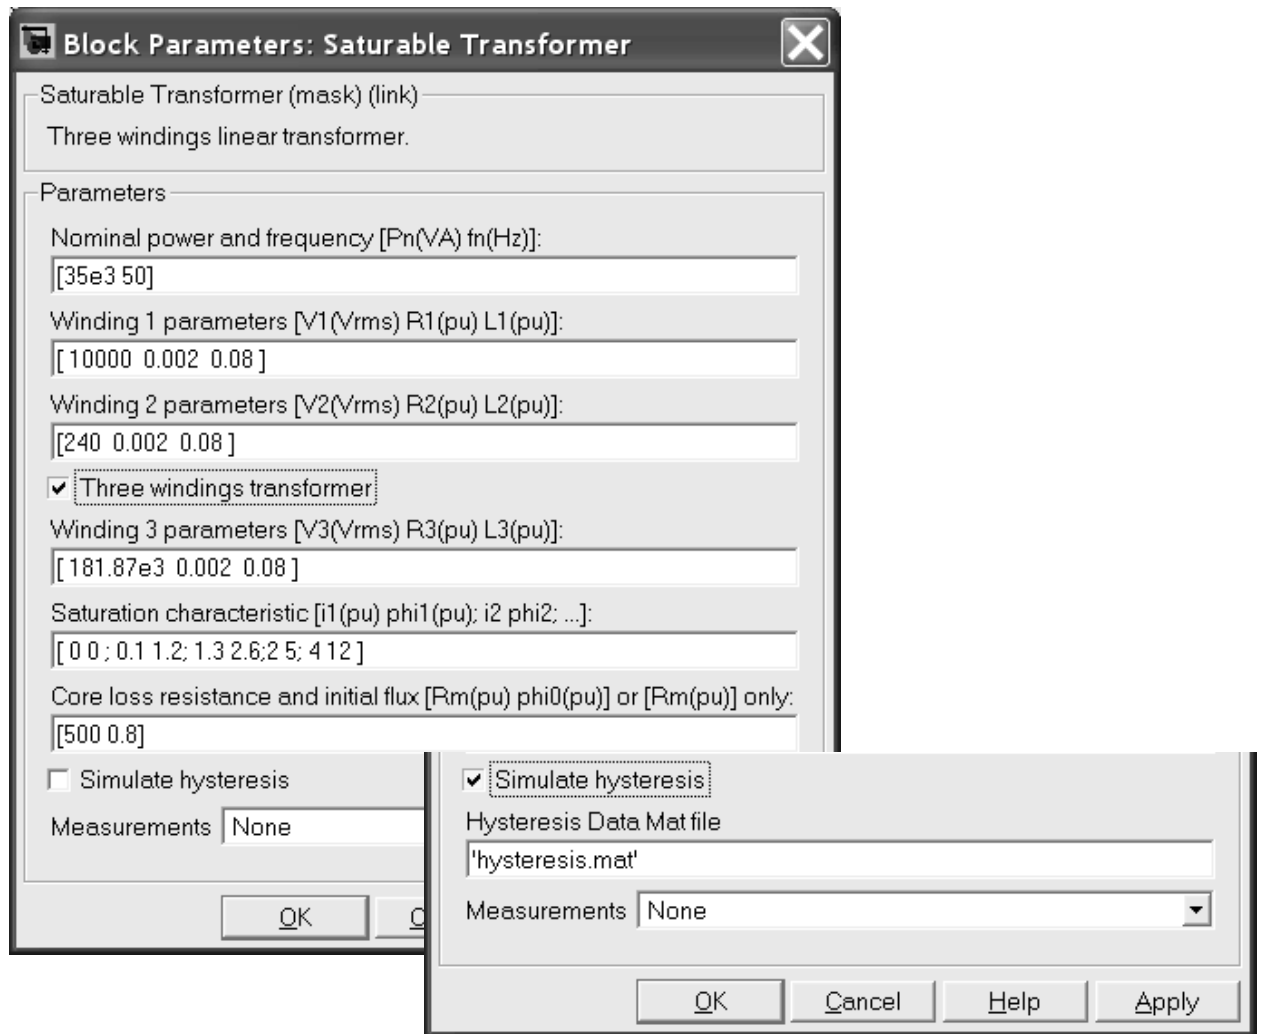 Block Parameters: Saturable Transformer
Saturable Transformer (mask) (link)
Three windings linear transformer.
Parameters
Nominal power and frequency [Pn(VA) fn(Hz)]:
[35e3 50]
Winding 1 parameters [V1(Vrms) R1(pu) L1(pu)]:
[ 10000 0.002 0.08 ]
Winding 2 parameters [V2(Vrms) R2(pu) L2(pu)]:
[240 0.002 0.08 ]
Three windings transformer
Winding 3 parameters [V3(Vrms) R3(pu) L3(pu)]:
[ 181.87e3 0.002 0.08 ]
Saturation characteristic [i1(pu) phi1(pu); i2 phi2; ...]:
[ 0 0 ; 0.1 1.2; 1.3 2.6;2 5; 4 12 ]
Core loss resistance and initial flux [Rm(pu) phi0(pu)] or [Rm(pu)] only:
[500 0.8]
Simulate hysteresis
Measurements None
OK C
Simulate hysteresis
Hysteresis Data Mat file
'hysteresis.mat'
Measurements None
OK Cancel Help Apply